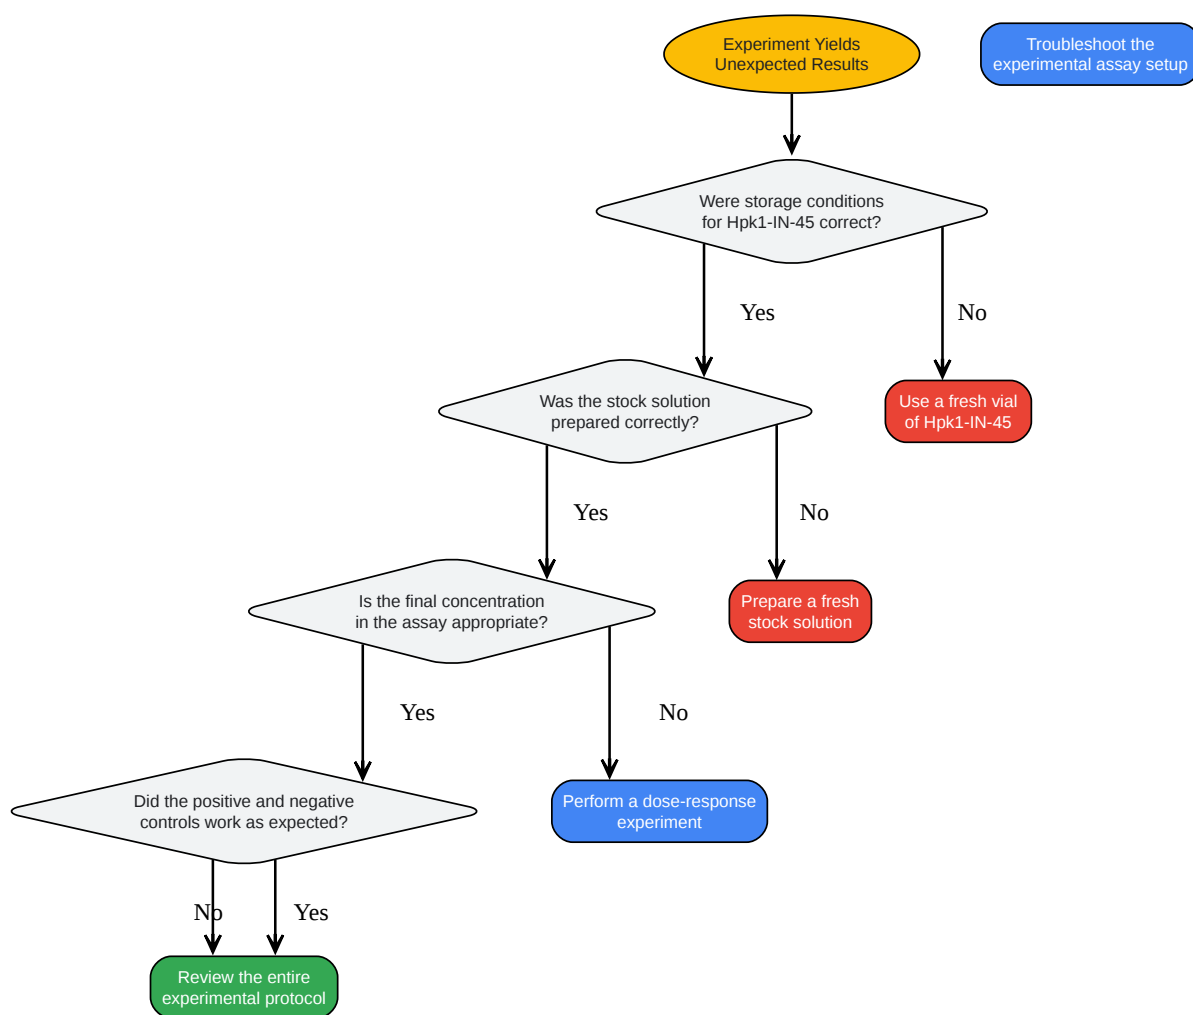 Experiment Yields
Unexpected Results
Troubleshoot the
experimental assay setup
Were storage conditions
for Hpk1-IN-45 correct?
Yes
No
Was the stock solution
prepared correctly?
Use a fresh vial
of Hpk1-IN-45
Yes
No
Is the final concentration
in the assay appropriate?
Prepare a fresh
stock solution
Yes
No
Did the positive and negative
controls work as expected?
Perform a dose-response
experiment
No
Yes
Review the entire
experimental protocol